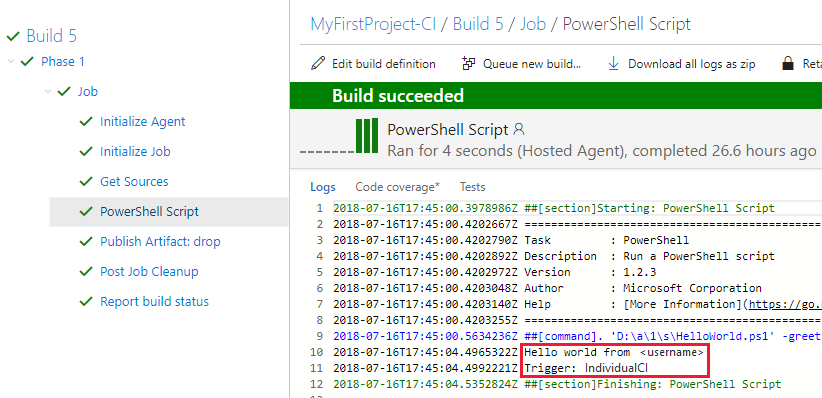 Build 5
Phase 1
Job
Initialize Agent
Initialize Job
Get Sources
PowerShell Script
Publish Artifact: drop
Post Job Cleanup
Report build status
MyFirstProject-CI / Build 5 / Job / PowerShell Script
Edit build definition Queue new build... Download all logs as zip Reta
Build succeeded
PowerShell Script
Ran for 4 seconds (Hosted Agent), completed 26.6 hours ago
Logs Code coverage* Tests
1 2018-07-16T17:45:00.3978986Z ##[section]Starting: PowerShell Script
2 2018-07-16T17:45:00.4202667Z ==============================================
3 2018-07-16T17:45:00.4202790Z Task : PowerShell
4 2018-07-16T17:45:00.4202892Z Description : Run a PowerShell script
5 2018-07-16T17:45:00.4202972Z Version : 1.2.3
6 2018-07-16T17:45:00.4203048Z Author : Microsoft Corporation
7 2018-07-16T17:45:00.4203140Z Help : [More Information](https://go.
8 2018-07-16T17:45:00.4203255Z ==============================================
9 2018-07-16T17:45:00.5634236Z ##[command]. 'D:\a\1\s\HelloWorld.ps1' -greet
10 2018-07-16T17:45:04.4965322Z Hello world from <username>
11 2018-07-16T17:45:04.4992221Z Trigger: IndividualCI
12 2018-07-16T17:45:04.5352824Z ##[section]Finishing: PowerShell Script